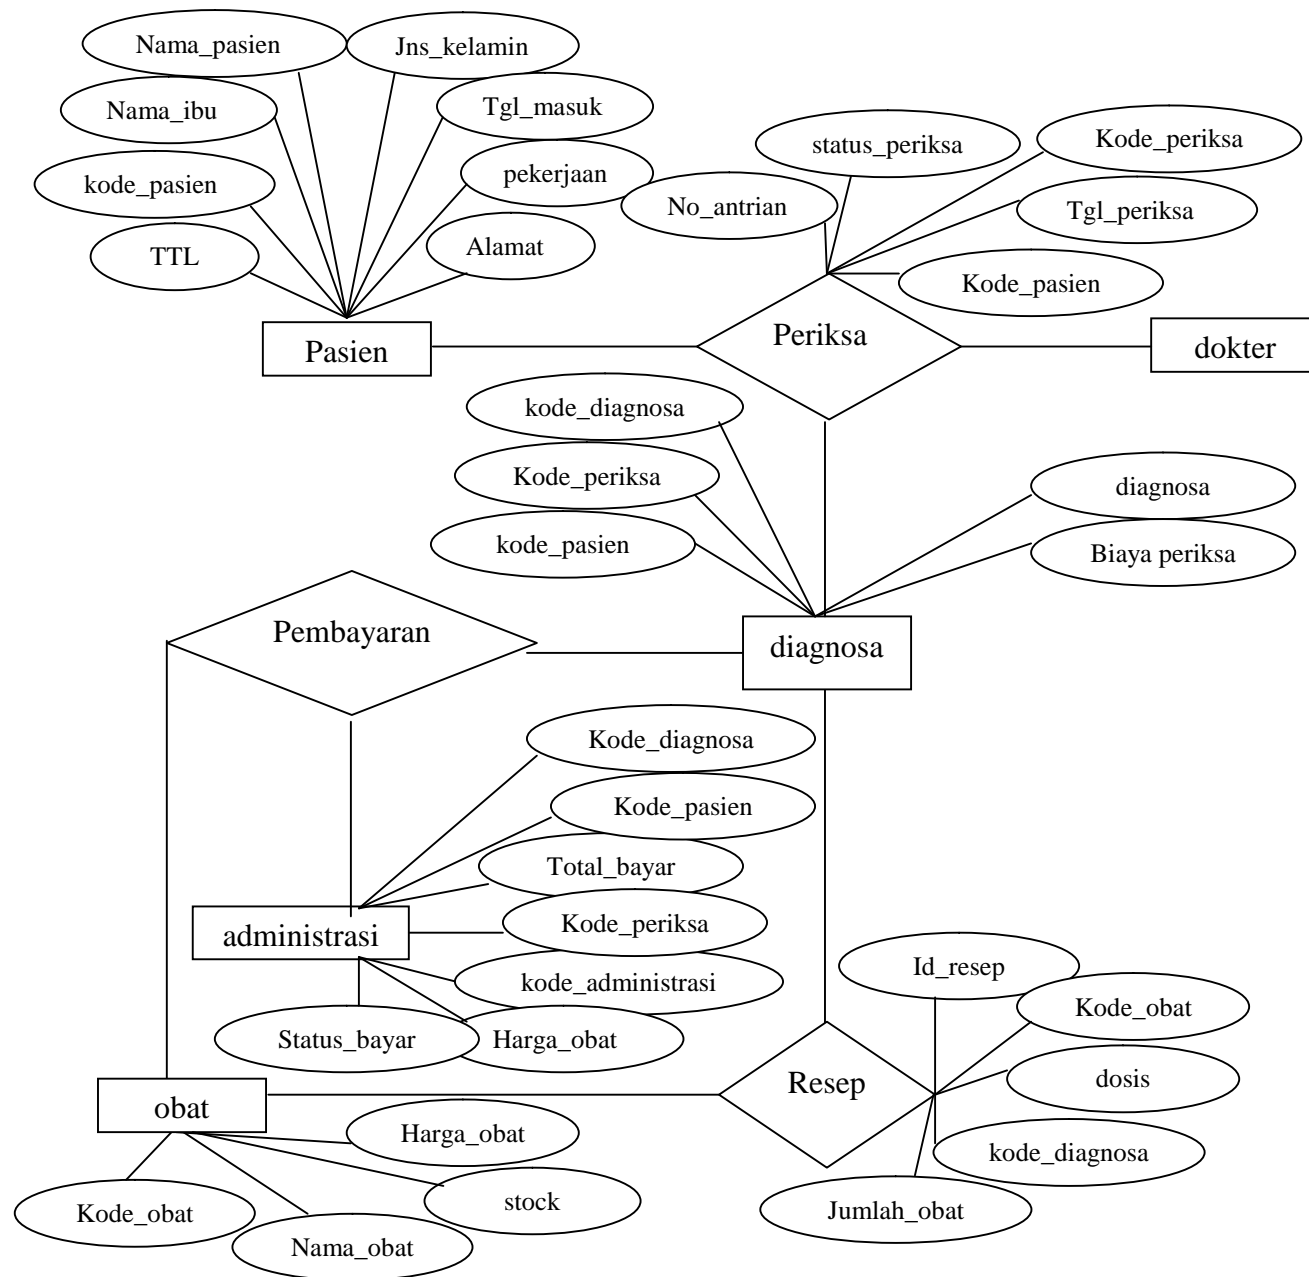 Nama_pasien
Jns_kelamin
Nama_ibu
Tgl_masuk
kode_pasien
pekerjaan
TTL
Alamat
status_periksa
Kode_periksa
No_antrian
Tgl_periksa
Kode_pasien
Pasien
Periksa
dokter
kode_diagnosa
Kode_periksa
kode_pasien
diagnosa
Biaya periksa
Pembayaran
diagnosa
Kode_diagnosa
Kode_pasien
Total_bayar
Kode_periksa
administrasi
kode_administrasi
Status_bayar
Harga_obat
Id_resep
Kode_obat
dosis
kode_diagnosa
Jumlah_obat
Resep
obat
Harga_obat
stock
Kode_obat
Nama_obat